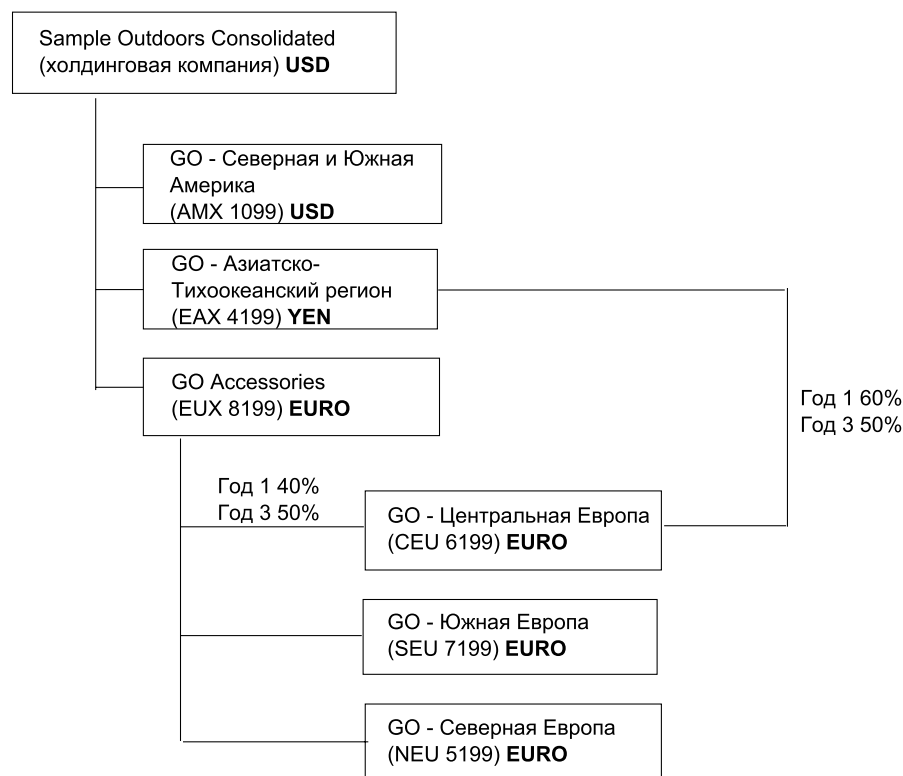 Sample Outdoors Consolidated
(холдинговая компания) USD
GO - Северная и Южная
Америка
(AMX 1099) USD
GO - Азиатско-
Тихоокеанский регион
(EAX 4199) YEN
GO Accessories
(EUX 8199) EURO
Год 1 60%
Год 3 50%
Год 1 40%
Год 3 50%
GO - Центральная Европа
(CEU 6199) EURO
GO - Южная Европа
(SEU 7199) EURO
GO - Северная Европа
(NEU 5199) EURO